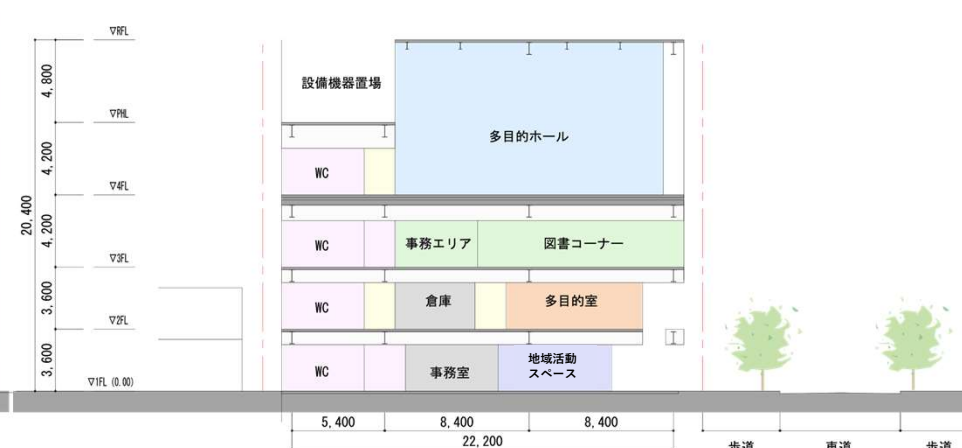 ▽RFL
設備機器置場
4,800
▽PHL
多目的ホール
4,200
WC
▽4FL
20,400
4,200
WC
事務エリア
図書コーナー
▽3FL
3,600
WC
倉庫
多目的室
▽2FL
3,600
WC
事務室
地域活動
スペース
▽1FL (0.00)
5,400
8,400
8,400
22,200
歩道
車道
歩道